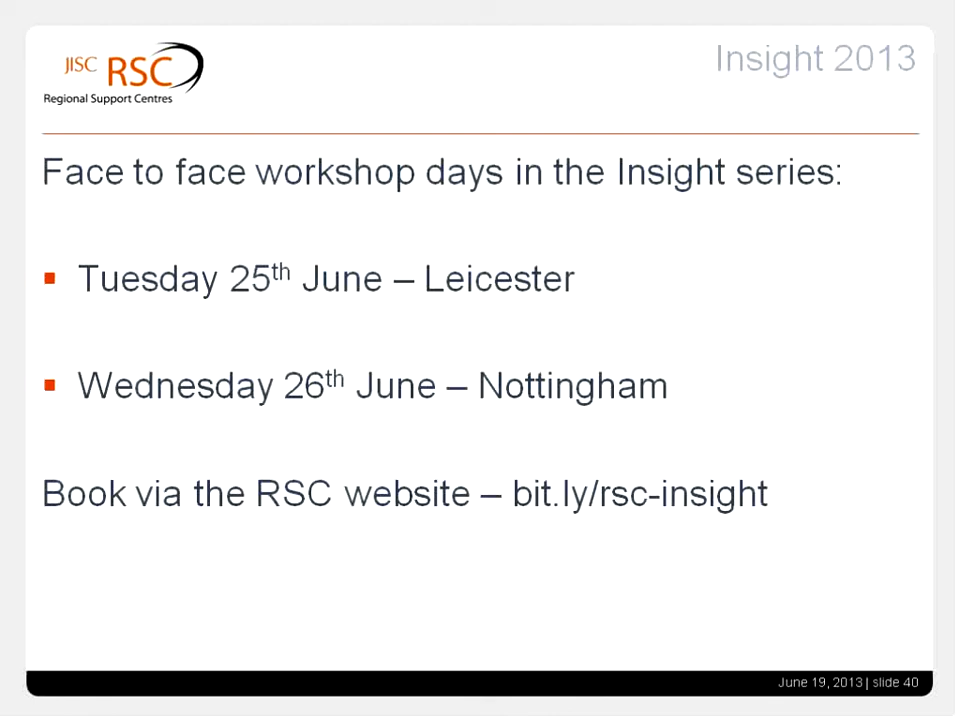 JISC RSC
Regional Support Centres
Insight 2013
Face to face workshop days in the Insight series:
▪ Tuesday 25th June – Leicester
▪ Wednesday 26th June – Nottingham
Book via the RSC website – bit.ly/rsc-insight
June 19, 2013 | slide 40